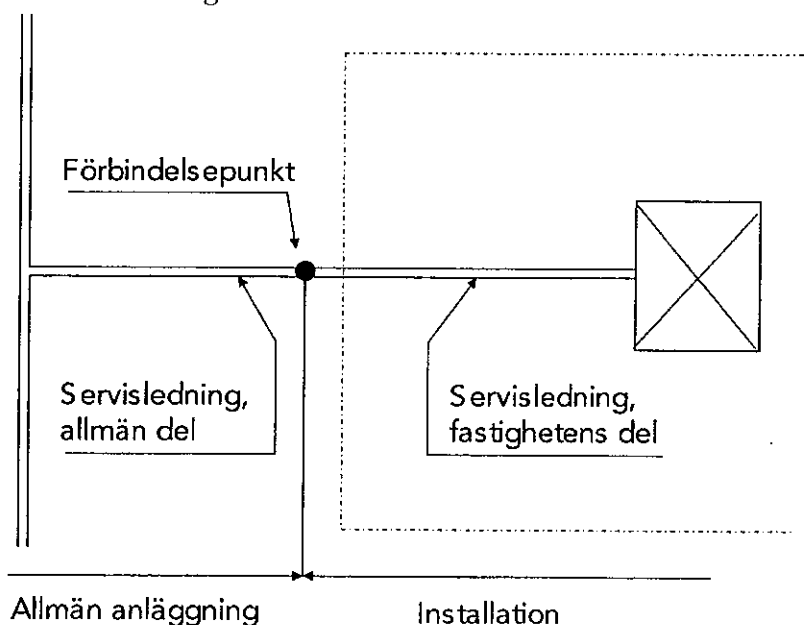 Förbindelsepunkt
Servisledning,
allmän del
Servisledning,
fastighetens del
Allmän anläggning
Installation